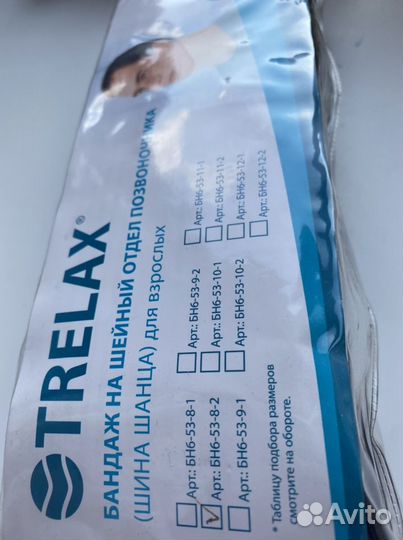 TRELAX®
БАНДАЖ НА ШЕЙНЫЙ ОТДЕЛ ПОЗВОНОЧНИКА
(ШИНА ШАНЦА) для взрослых
Арт.: БН6-53-8-1
Арт.: БН6-53-8-2
Арт.: БН6-53-9-1
Арт.: БН6-53-9-2
Арт.: БН6-53-10-1
Арт.: БН6-53-10-2
Арт.: БН6-53-11-1
Арт.: БН6-53-11-2
Арт.: БН6-53-12-1
Арт.: БН6-53-12-2
* Таблицу подбора размеров
смотрите на обороте.
Avito